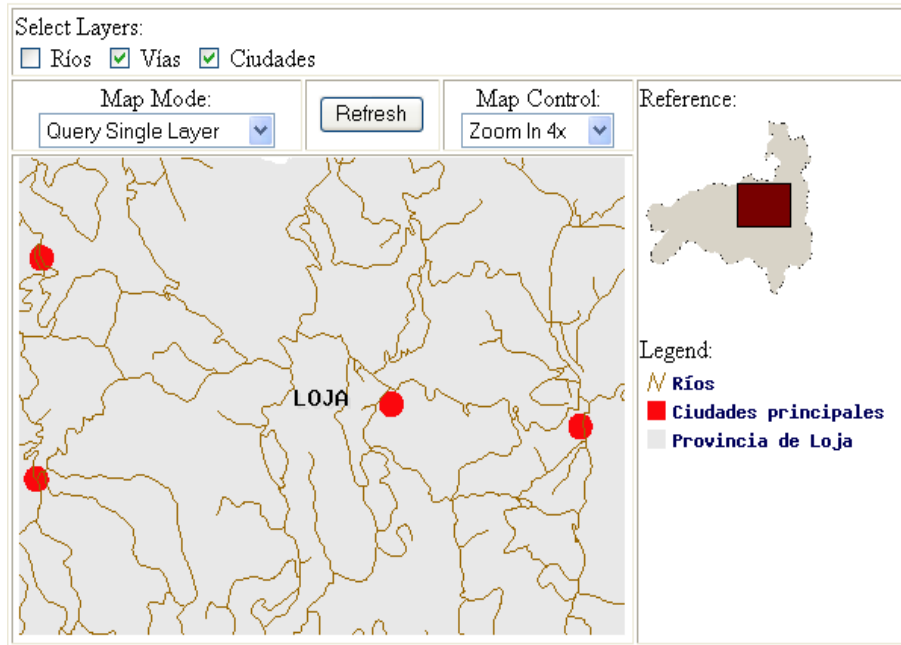 Select Layers:
Ríos Vías Ciudades
Map Mode:
Query Single Layer
Refresh
Map Control:
Zoom In 4x
Reference:
LOJA
Legend:
Ríos
Ciudades principales
Provincia de Loja